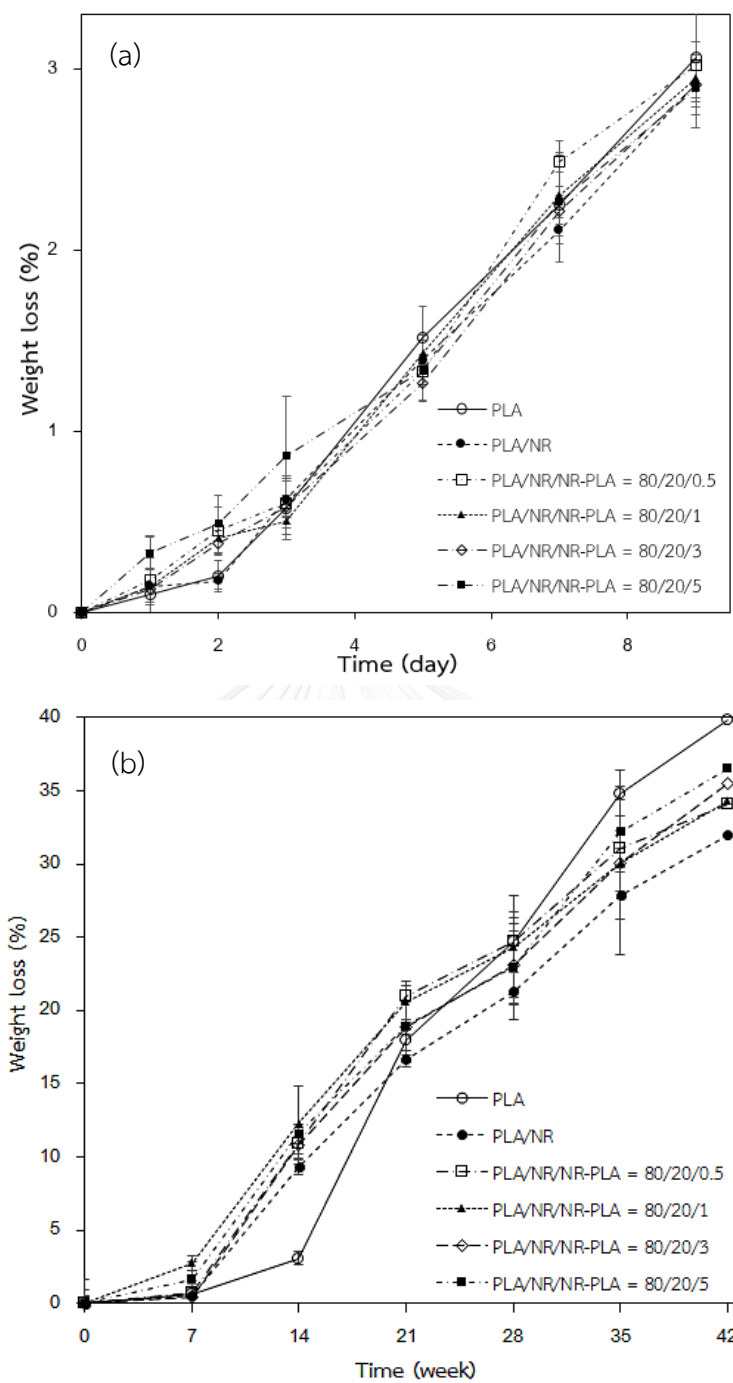 (a)
3
2
1
0
Weight loss (%)
PLA
PLA/NR
PLA/NR/NR-PLA = 80/20/0.5
PLA/NR/NR-PLA = 80/20/1
PLA/NR/NR-PLA = 80/20/3
PLA/NR/NR-PLA = 80/20/5
0 2 4 6 8
Time (day)
(b)
40
35
30
25
20
15
10
5
0
Weight loss (%)
PLA
PLA/NR
PLA/NR/NR-PLA = 80/20/0.5
PLA/NR/NR-PLA = 80/20/1
PLA/NR/NR-PLA = 80/20/3
PLA/NR/NR-PLA = 80/20/5
0 7 14 21 28 35 42
Time (week)